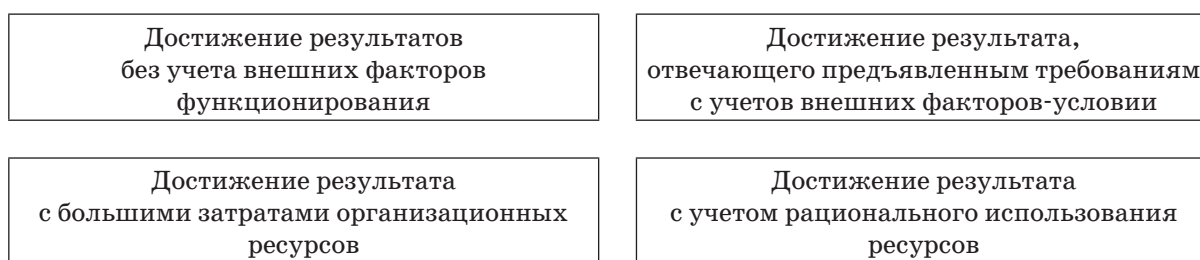 Достижение результатов
без учета внешних факторов
функционирования
Достижение результата,
отвечающего предъявленным требованиям
с учетов внешних факторов-условии
Достижение результата
с большими затратами организационных
ресурсов
Достижение результата
с учетом рационального использования
ресурсов